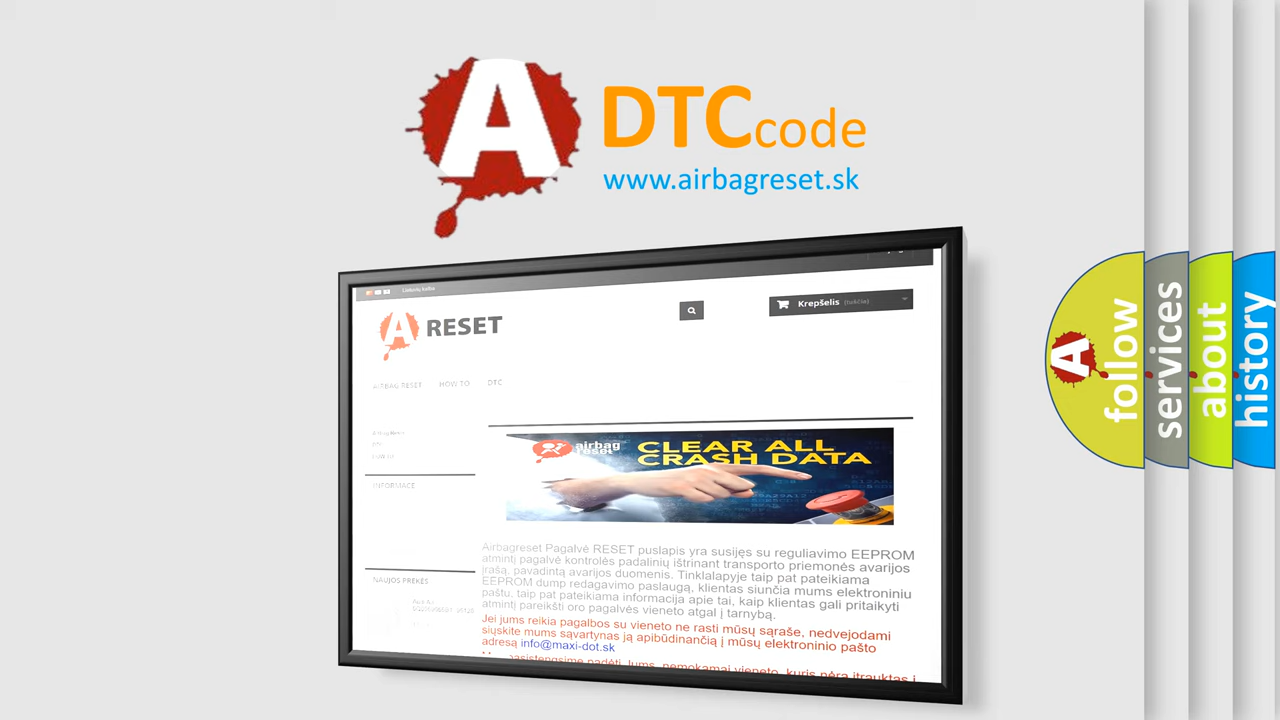 A
DTCcode
www.airbagreset.sk
Lietuvių kalba
A RESET
Krepšelis (tuščia)
AIRBAG RESET HOW TO DTC
INFORMACE
airbag
reset
CLEAR ALL
CRASH DATA
Airbagreset Pagalvė RESET puslapis yra susijęs su reguliavimo EEPROM
atmintį pagalvė kontrolės padalinių ištrinant transporto priemonės avarijos
įrašą, pavadintą avarijos duomenis. Tinklalapyje taip pat pateikiama
EEPROM dump redagavimo paslaugą, klientas siunčia mums elektroniniu
paštu, taip pat pateikiama informacija apie tai, kaip klientas gali pritaikyti
atmintį pareikšti oro pagalvės vieneto atgal į tarnybą.
Jei jums reikia pagalbos su vieneto ne rasti mūsų sąraše, nedvejodami
siųskite mums sąvartynas ją apibūdinančią į mūsų elektroninio pašto
adresą info@maxi-dot.sk
NAUJOS PREKĖS
A
follow
services
about
history